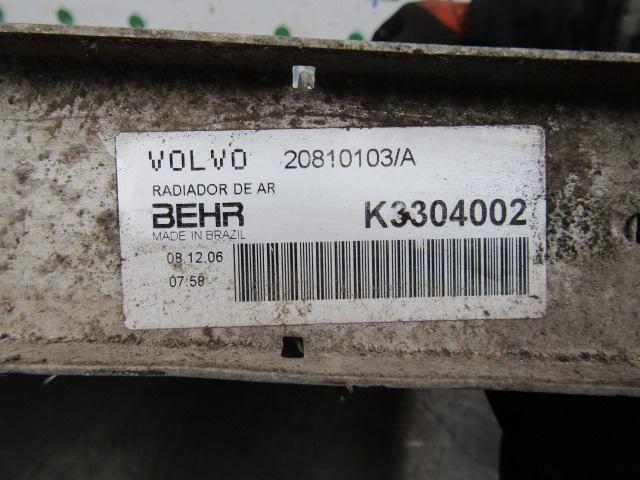 VOLVO 20810103/A
RADIADOR DE AR
BEHR K3304002
MADE IN BRAZIL
08.12.06
07:58